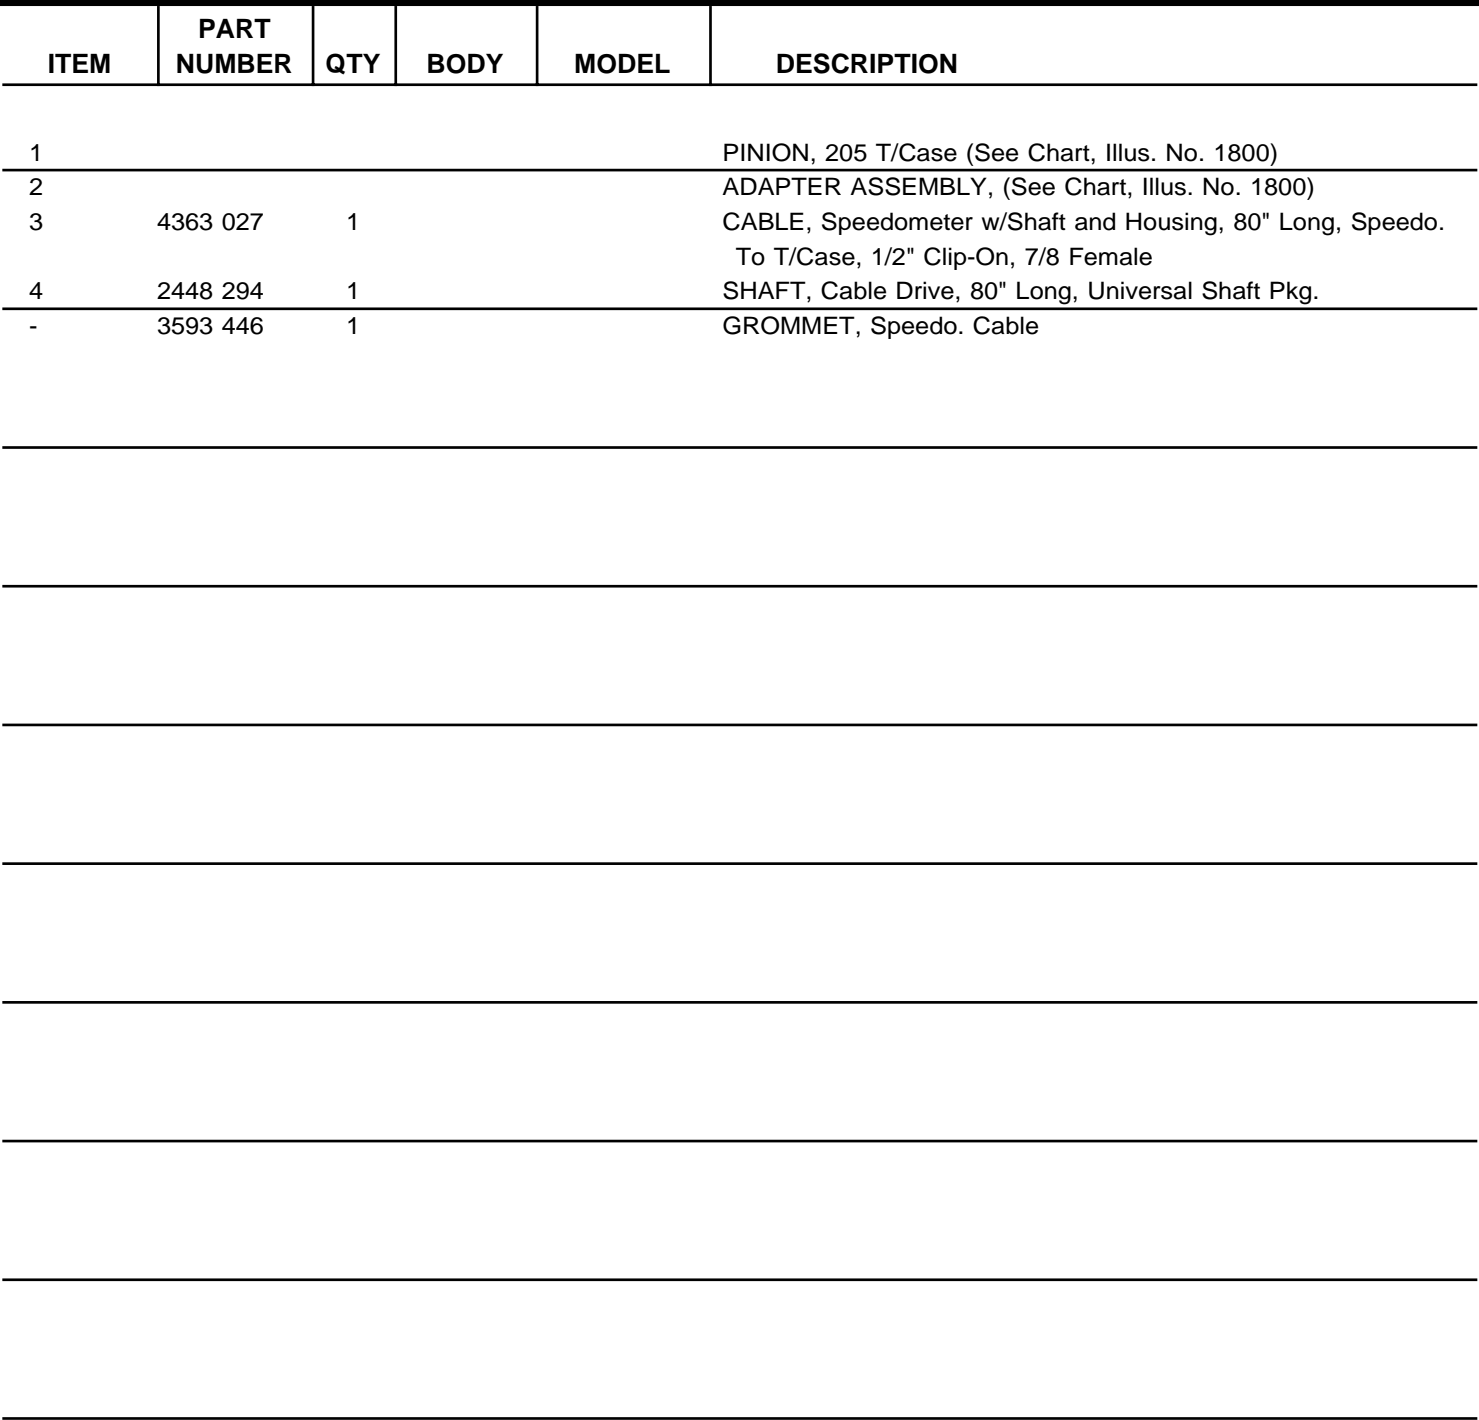 PART
ITEM NUMBER QTY BODY MODEL DESCRIPTION
1 PINION, 205 T/Case (See Chart, Illus. No. 1800)
2 ADAPTER ASSEMBLY, (See Chart, Illus. No. 1800)
3 4363 027 1 CABLE, Speedometer w/Shaft and Housing, 80" Long, Speedo.
To T/Case, 1/2" Clip-On, 7/8 Female
4 2448 294 1 SHAFT, Cable Drive, 80" Long, Universal Shaft Pkg.
- 3593 446 1 GROMMET, Speedo. Cable